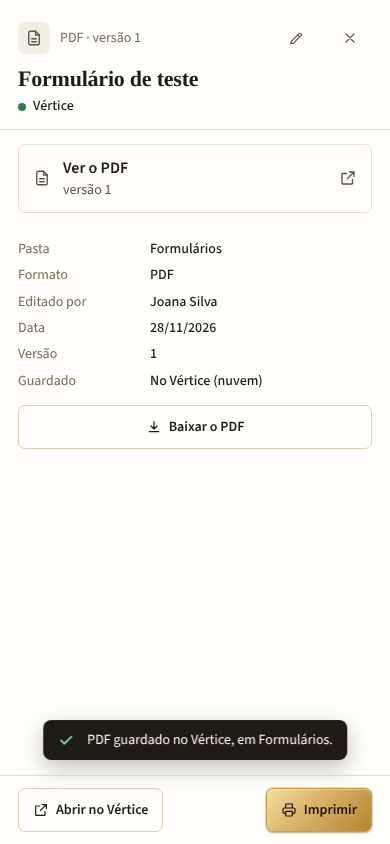 PDF · versão 1
Formulário de teste
Vértice
Ver o PDF
versão 1
Pasta Formulários
Formato PDF
Editado por Joana Silva
Data 28/11/2026
Versão 1
Guardado No Vértice (nuvem)
Baixar o PDF
PDF guardado no Vértice, em Formulários.
Abrir no Vértice Imprimir